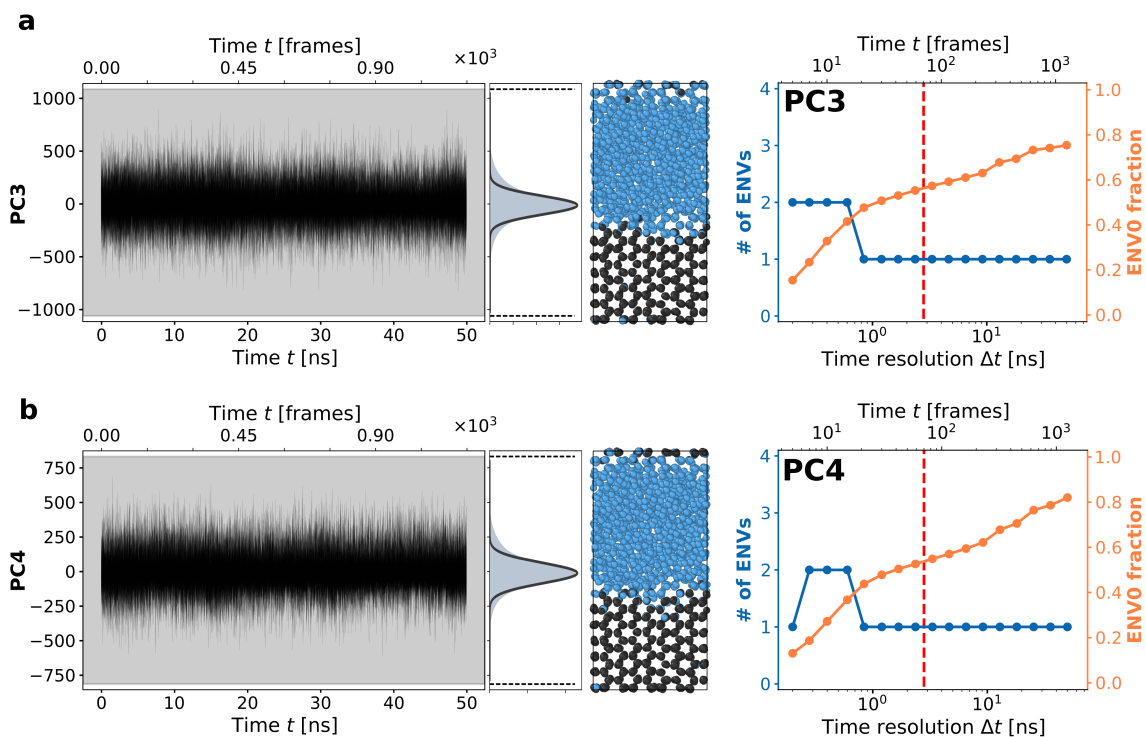 a
Time t [frames]
0.00 0.45 0.90 ×10³
1000
500
0
−500
−1000
PC3
0 10 20 30 40 50
Time t [ns]
Time t [frames]
10¹ 10² 10³
PC3
4
3
2
1
0
# of ENVs
1.0
0.8
0.6
0.4
0.2
0.0
ENV0 fraction
10⁰ 10¹
Time resolution Δt [ns]
b
Time t [frames]
0.00 0.45 0.90 ×10³
750
500
250
0
−250
−500
−750
PC4
0 10 20 30 40 50
Time t [ns]
Time t [frames]
10¹ 10² 10³
PC4
4
3
2
1
0
# of ENVs
1.0
0.8
0.6
0.4
0.2
0.0
ENV0 fraction
10⁰ 10¹
Time resolution Δt [ns]